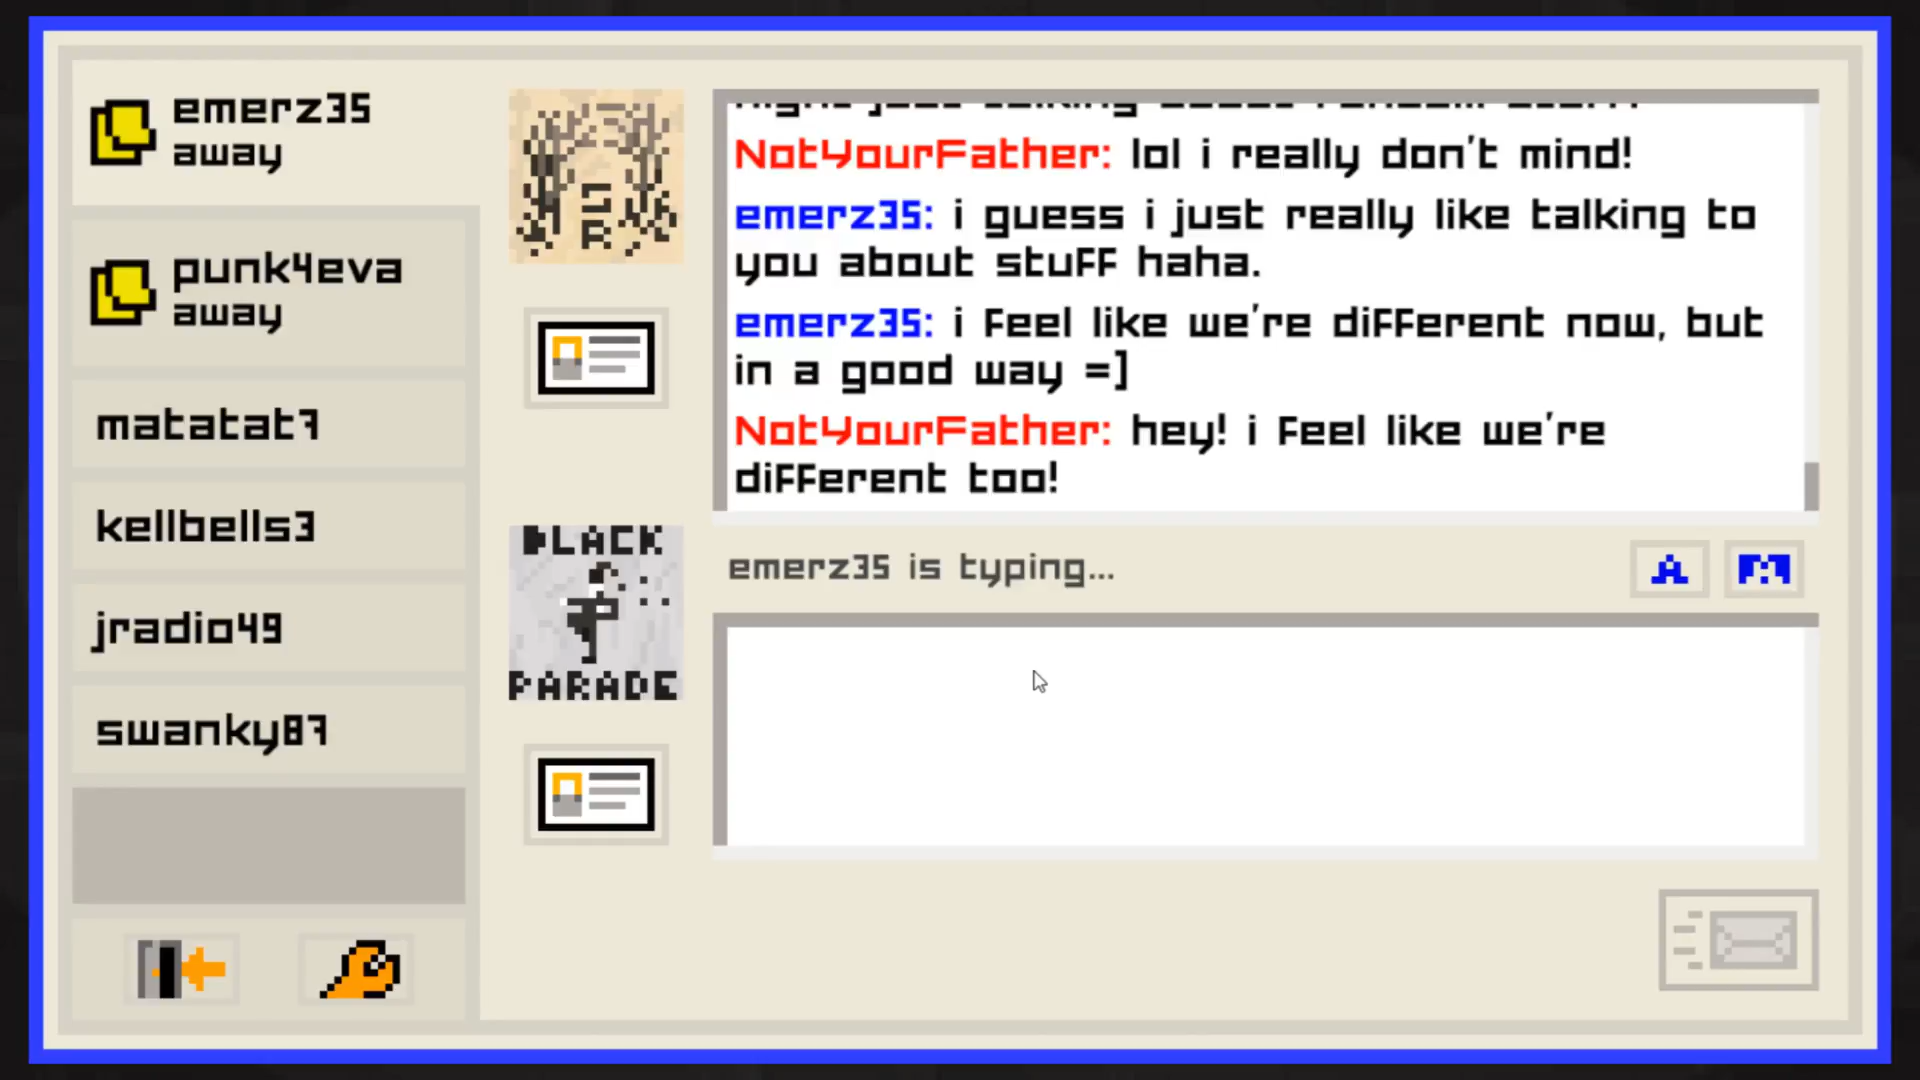 emerz35
away
punk4eva
away
matatat7
kellbells3
jradio49
swanky87
BLACK
PARADE
NotYourFather: lol i really don't mind!
emerz35: i guess i just really like talking to
you about stuff haha.
emerz35: i feel like we're different now, but
in a good way =]
NotYourFather: hey! i feel like we're
different too!
emerz35 is typing...
A